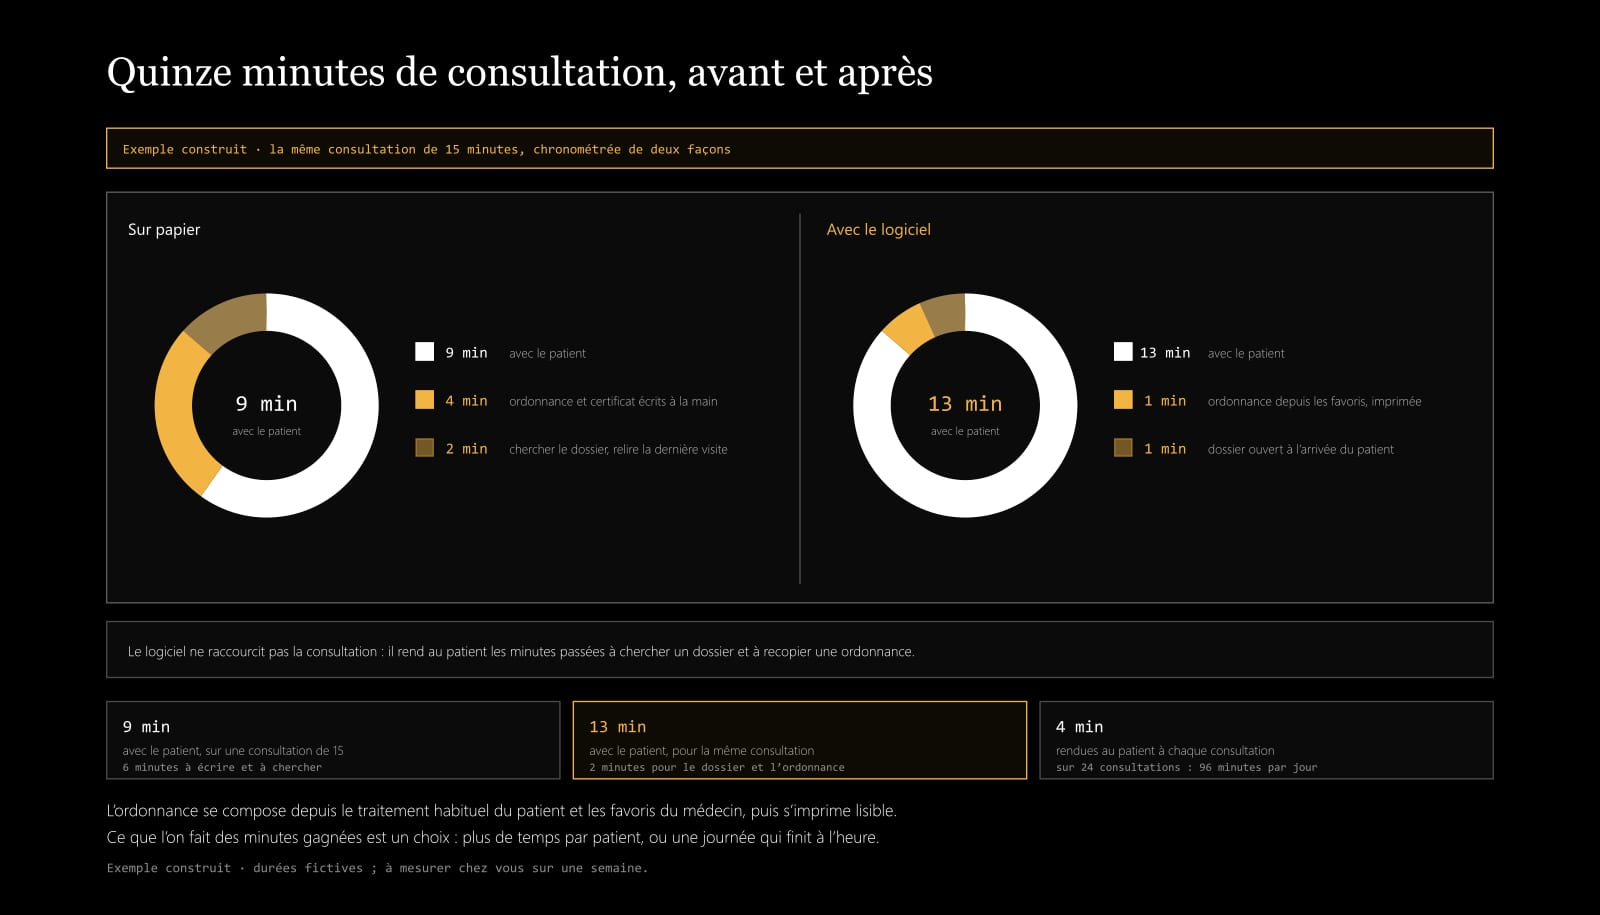 Quinze minutes de consultation, avant et après
Exemple construit · la même consultation de 15 minutes, chronométrée de deux façons
Sur papier
9 min
avec le patient
9 min avec le patient
4 min ordonnance et certificat écrits à la main
2 min chercher le dossier, relire la dernière visite
Avec le logiciel
13 min
avec le patient
13 min avec le patient
1 min ordonnance depuis les favoris, imprimée
1 min dossier ouvert à l’arrivée du patient
Le logiciel ne raccourcit pas la consultation : il rend au patient les minutes passées à chercher un dossier et à recopier une ordonnance.
9 min
avec le patient, sur une consultation de 15
6 minutes à écrire et à chercher
13 min
avec le patient, pour la même consultation
2 minutes pour le dossier et l’ordonnance
4 min
rendues au patient à chaque consultation
sur 24 consultations : 96 minutes par jour
L’ordonnance se compose depuis le traitement habituel du patient et les favoris du médecin, puis s’imprime lisible.
Ce que l’on fait des minutes gagnées est un choix : plus de temps par patient, ou une journée qui finit à l’heure.
Exemple construit · durées fictives ; à mesurer chez vous sur une semaine.